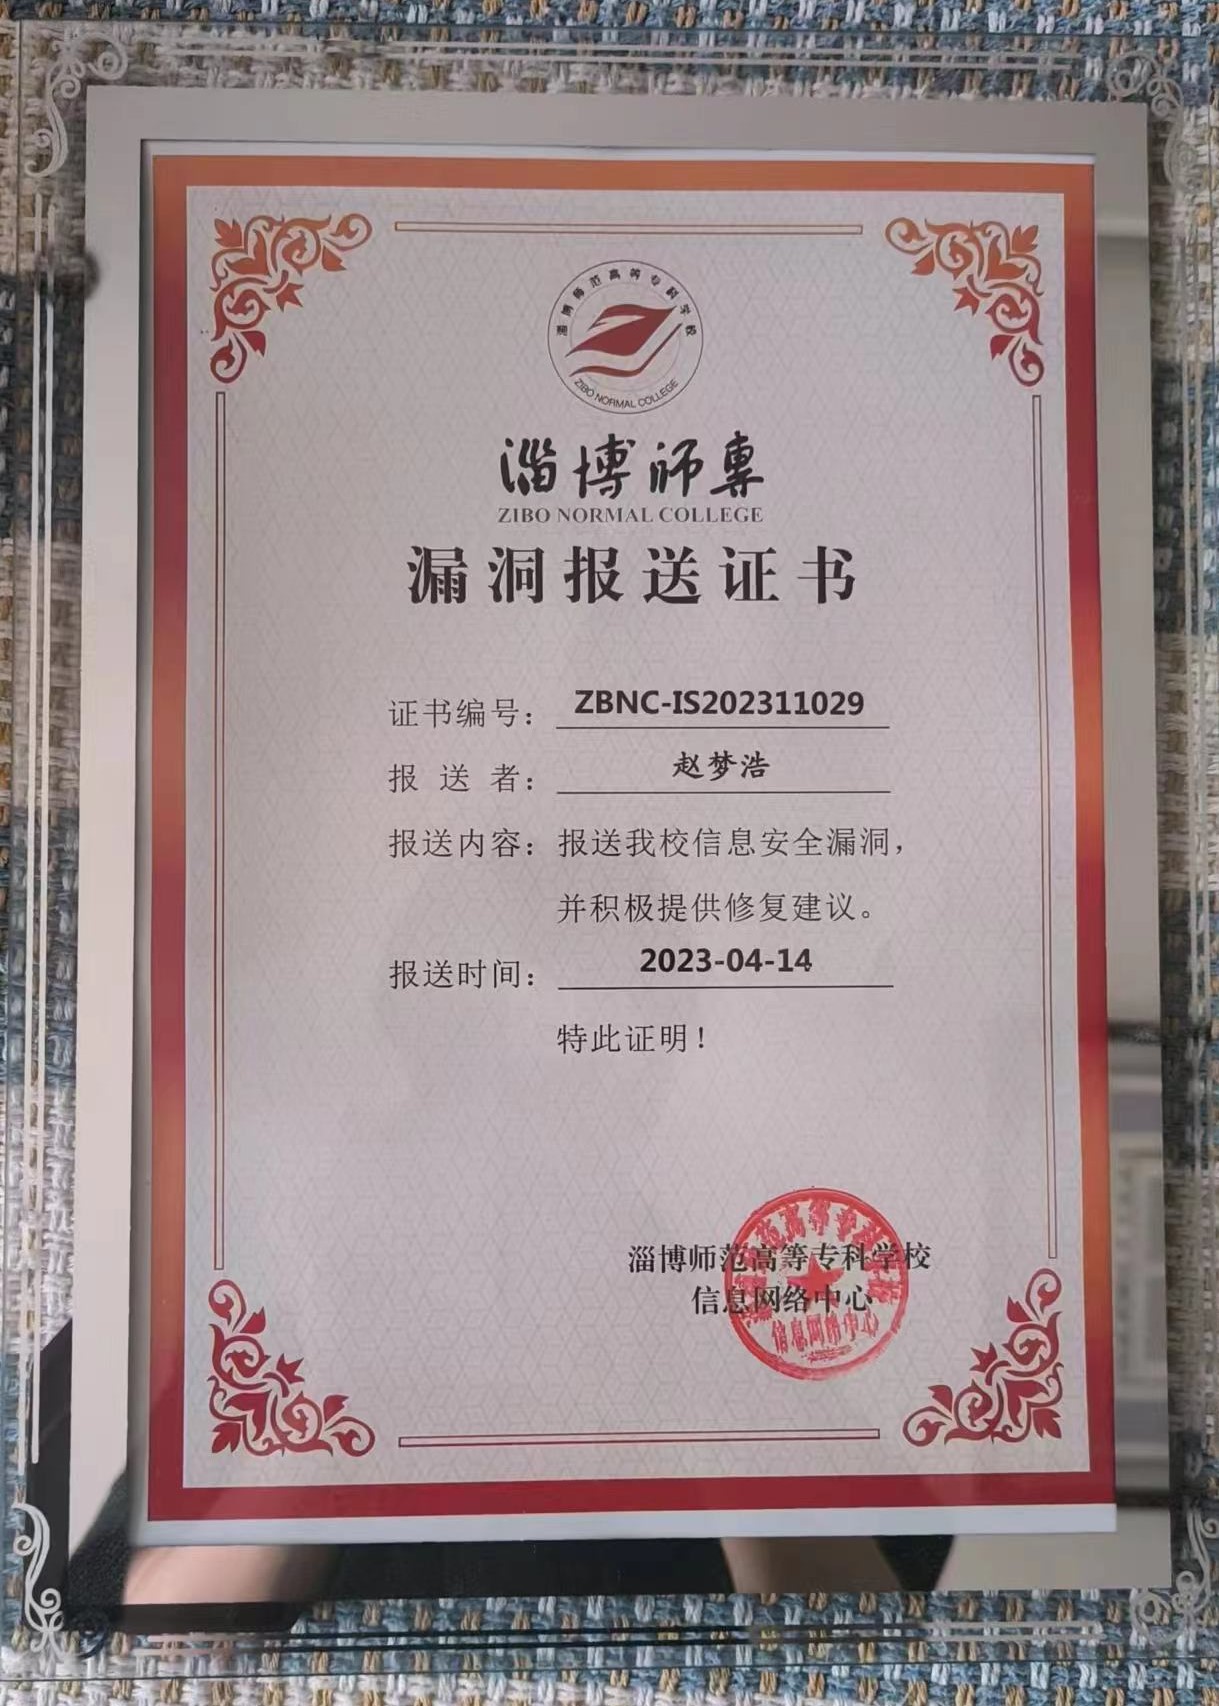 淄博师范高等专科学校
ZIBO NORMAL COLLEGE
淄博师專
ZIBO NORMAL COLLEGE
漏洞报送证书
证书编号: ZBNC-IS202311029
报送者: 赵梦浩
报送内容: 报送我校信息安全漏洞，
并积极提供修复建议。
报送时间: 2023-04-14
特此证明！
淄博师范高等专科学校
信息网络中心
范高等专科学校
信息网络中心